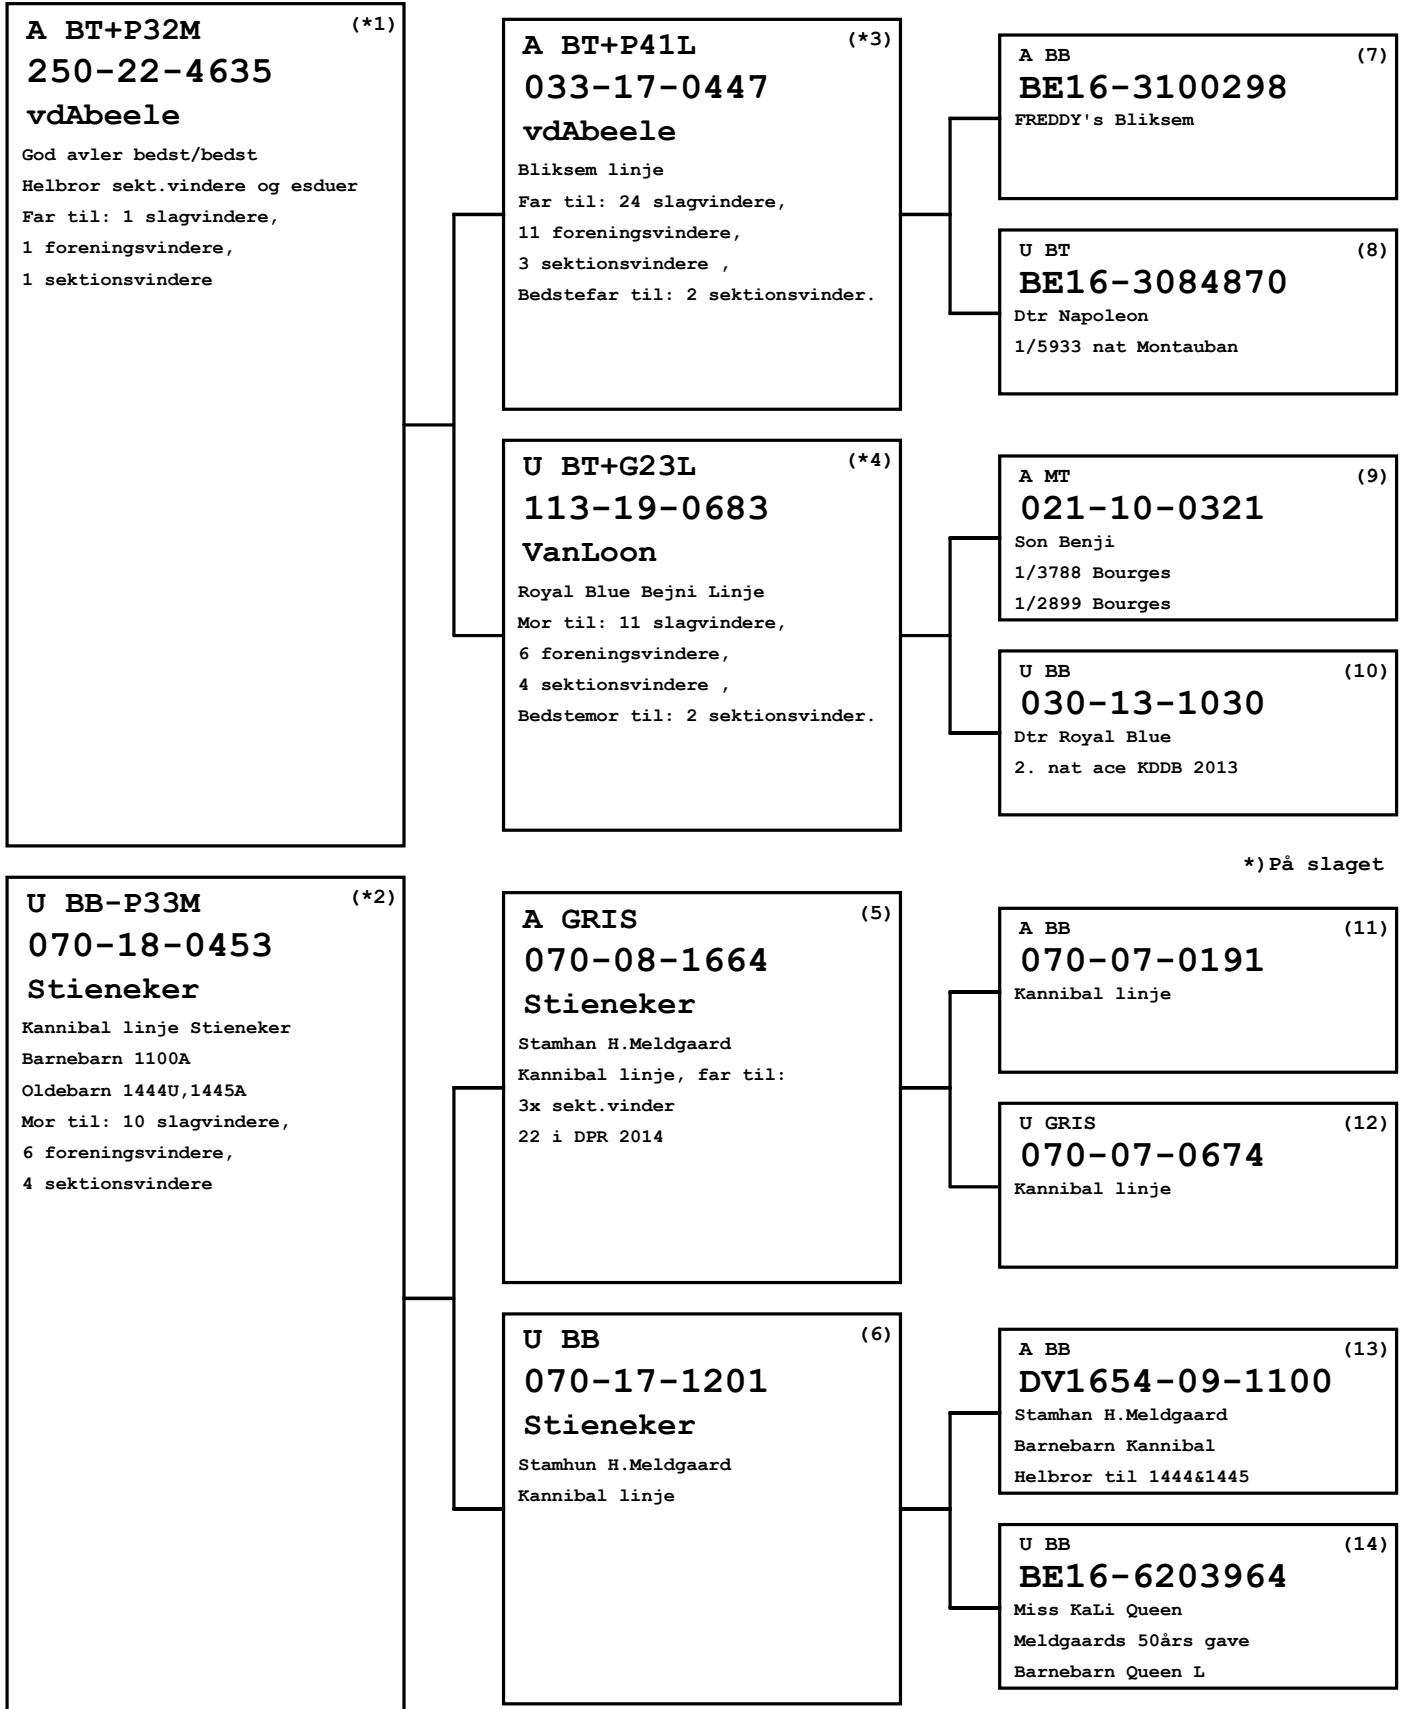 A BT+P32M (*1)
250-22-4635
vdAbeele
God avler bedst/bedst
Helbror sekt.vindere og esduer
Far til: 1 slagvindere,
1 foreningsvindere,
1 sektionsvindere
A BT+P41L (*3)
033-17-0447
vdAbeele
Bliksem linje
Far til: 24 slagvindere,
11 foreningsvindere,
3 sektionsvindere ,
Bedstefar til: 2 sektionsvinder.
A BB (7)
BE16-3100298
FREDDY's Bliksem
U BT (8)
BE16-3084870
Dtr Napoleon
1/5933 nat Montauban
U BT+G23L (*4)
113-19-0683
VanLoon
Royal Blue Bejni Linje
Mor til: 11 slagvindere,
6 foreningsvindere,
4 sektionsvindere ,
Bedstemor til: 2 sektionsvinder.
A MT (9)
021-10-0321
Son Benji
1/3788 Bourges
1/2899 Bourges
U BB (10)
030-13-1030
Dtr Royal Blue
2. nat ace KDDB 2013
*)På slaget
U BB-P33M (*2)
070-18-0453
Stieneker
Kannibal linje Stieneker
Barnebarn 1100A
Oldebarn 1444U,1445A
Mor til: 10 slagvindere,
6 foreningsvindere,
4 sektionsvindere
A GRIS (5)
070-08-1664
Stieneker
Stamhan H.Meldgaard
Kannibal linje, far til:
3x sekt.vinder
22 i DPR 2014
A BB (11)
070-07-0191
Kannibal linje
U GRIS (12)
070-07-0674
Kannibal linje
U BB (6)
070-17-1201
Stieneker
Stamhun H.Meldgaard
Kannibal linje
A BB (13)
DV1654-09-1100
Stamhan H.Meldgaard
Barnebarn Kannibal
Helbror til 1444&1445
U BB (14)
BE16-6203964
Miss KaLi Queen
Meldgaards 50års gave
Barnebarn Queen L